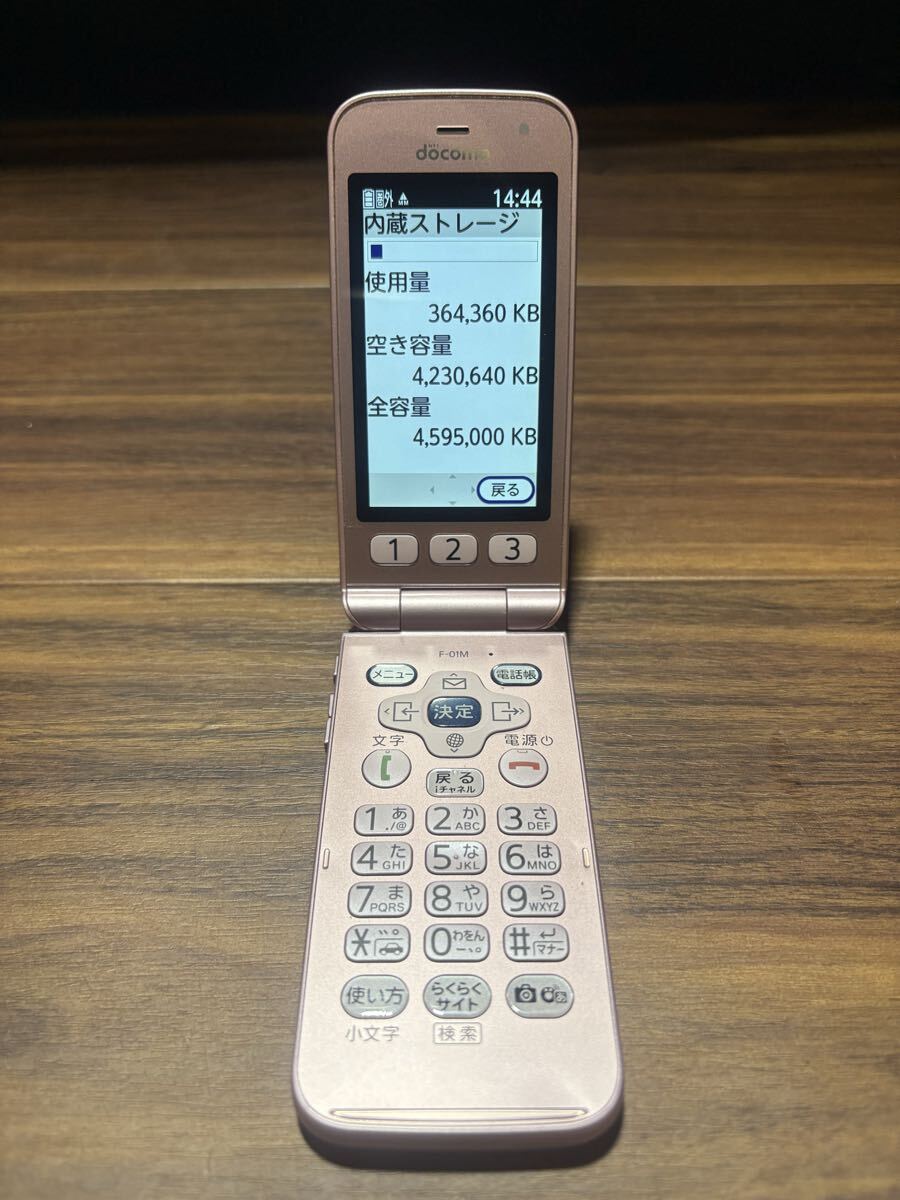 docomo
圏外 14:44
内蔵ストレージ
使用量
364,360 KB
空き容量
4,230,640 KB
全容量
4,595,000 KB
戻る
1 2 3
F-01M
メニュー 電話帳
決定
文字 電源
戻る
iチャネル
1 あ ./@ 2 か ABC 3 さ DEF
4 た GHI 5 な JKL 6 は MNO
7 ま PQRS 8 や TUV 9 ら WXYZ
* ゛゜ 0 わをん ー、。 # マナー
使い方 らくらくサイト
小文字 検索